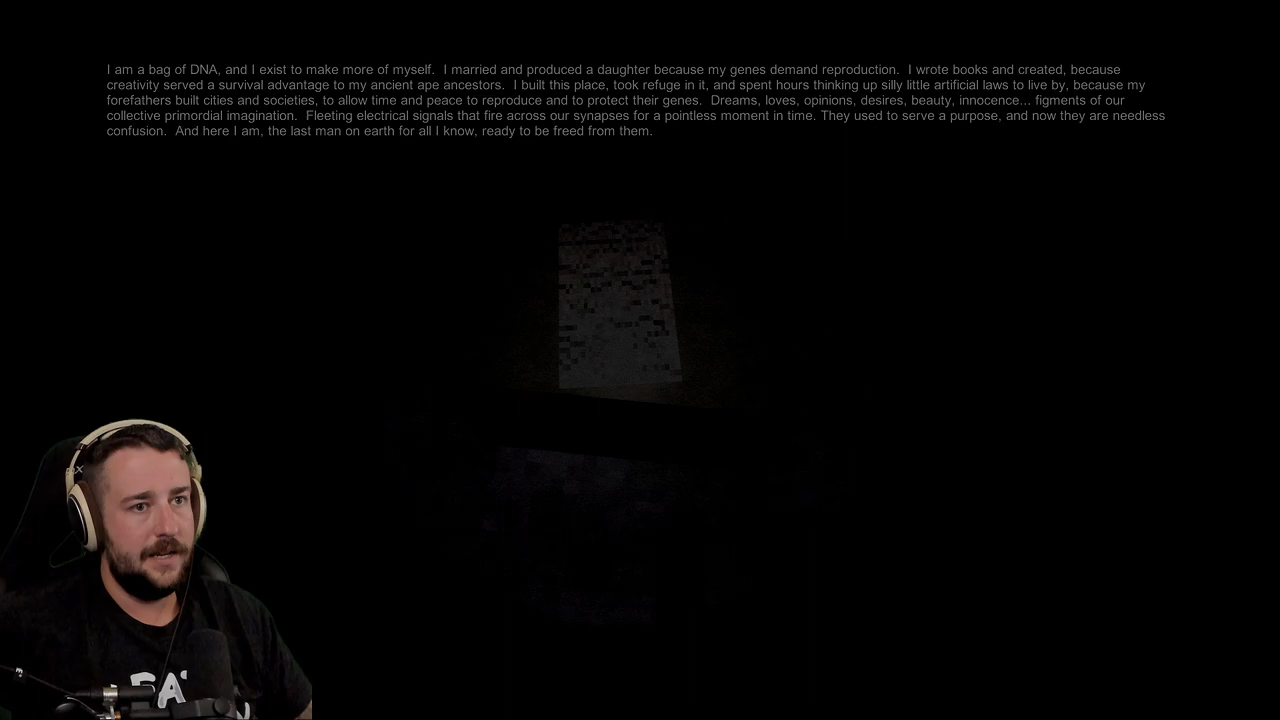 I am a bag of DNA, and I exist to make more of myself.  I married and produced a daughter because my genes demand reproduction.  I wrote books and created, because
creativity served a survival advantage to my ancient ape ancestors.  I built this place, took refuge in it, and spent hours thinking up silly little artificial laws to live by, because my
forefathers built cities and societies, to allow time and peace to reproduce and to protect their genes.  Dreams, loves, opinions, desires, beauty, innocence... figments of our
collective primordial imagination.  Fleeting electrical signals that fire across our synapses for a pointless moment in time. They used to serve a purpose, and now they are needless
confusion.  And here I am, the last man on earth for all I know, ready to be freed from them.